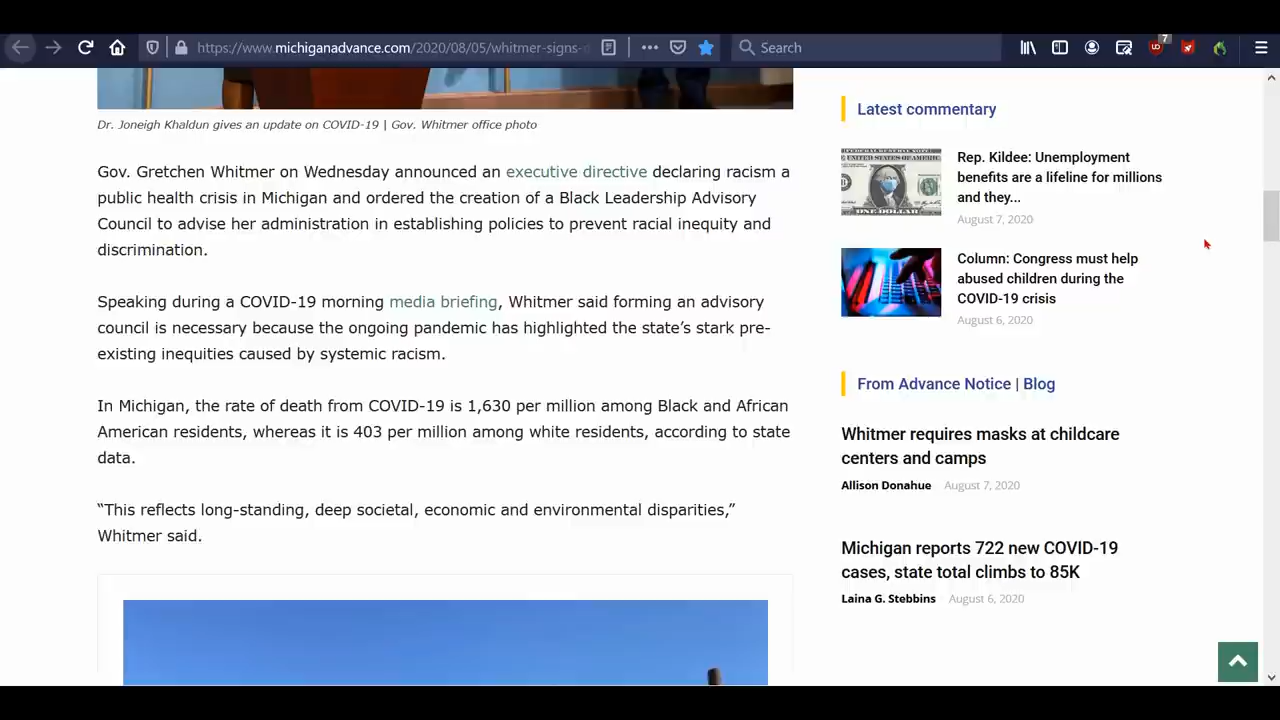 https://www.michiganadvance.com/2020/08/05/whitmer-signs-
Search
7
Dr. Joneigh Khaldun gives an update on COVID-19 | Gov. Whitmer office photo
Gov. Gretchen Whitmer on Wednesday announced an executive directive declaring racism a
public health crisis in Michigan and ordered the creation of a Black Leadership Advisory
Council to advise her administration in establishing policies to prevent racial inequity and
discrimination.
Speaking during a COVID-19 morning media briefing, Whitmer said forming an advisory
council is necessary because the ongoing pandemic has highlighted the state's stark pre-
existing inequities caused by systemic racism.
In Michigan, the rate of death from COVID-19 is 1,630 per million among Black and African
American residents, whereas it is 403 per million among white residents, according to state
data.
“This reflects long-standing, deep societal, economic and environmental disparities,”
Whitmer said.
Latest commentary
Rep. Kildee: Unemployment
benefits are a lifeline for millions
and they...
August 7, 2020
Column: Congress must help
abused children during the
COVID-19 crisis
August 6, 2020
From Advance Notice | Blog
Whitmer requires masks at childcare
centers and camps
Allison Donahue August 7, 2020
Michigan reports 722 new COVID-19
cases, state total climbs to 85K
Laina G. Stebbins August 6, 2020